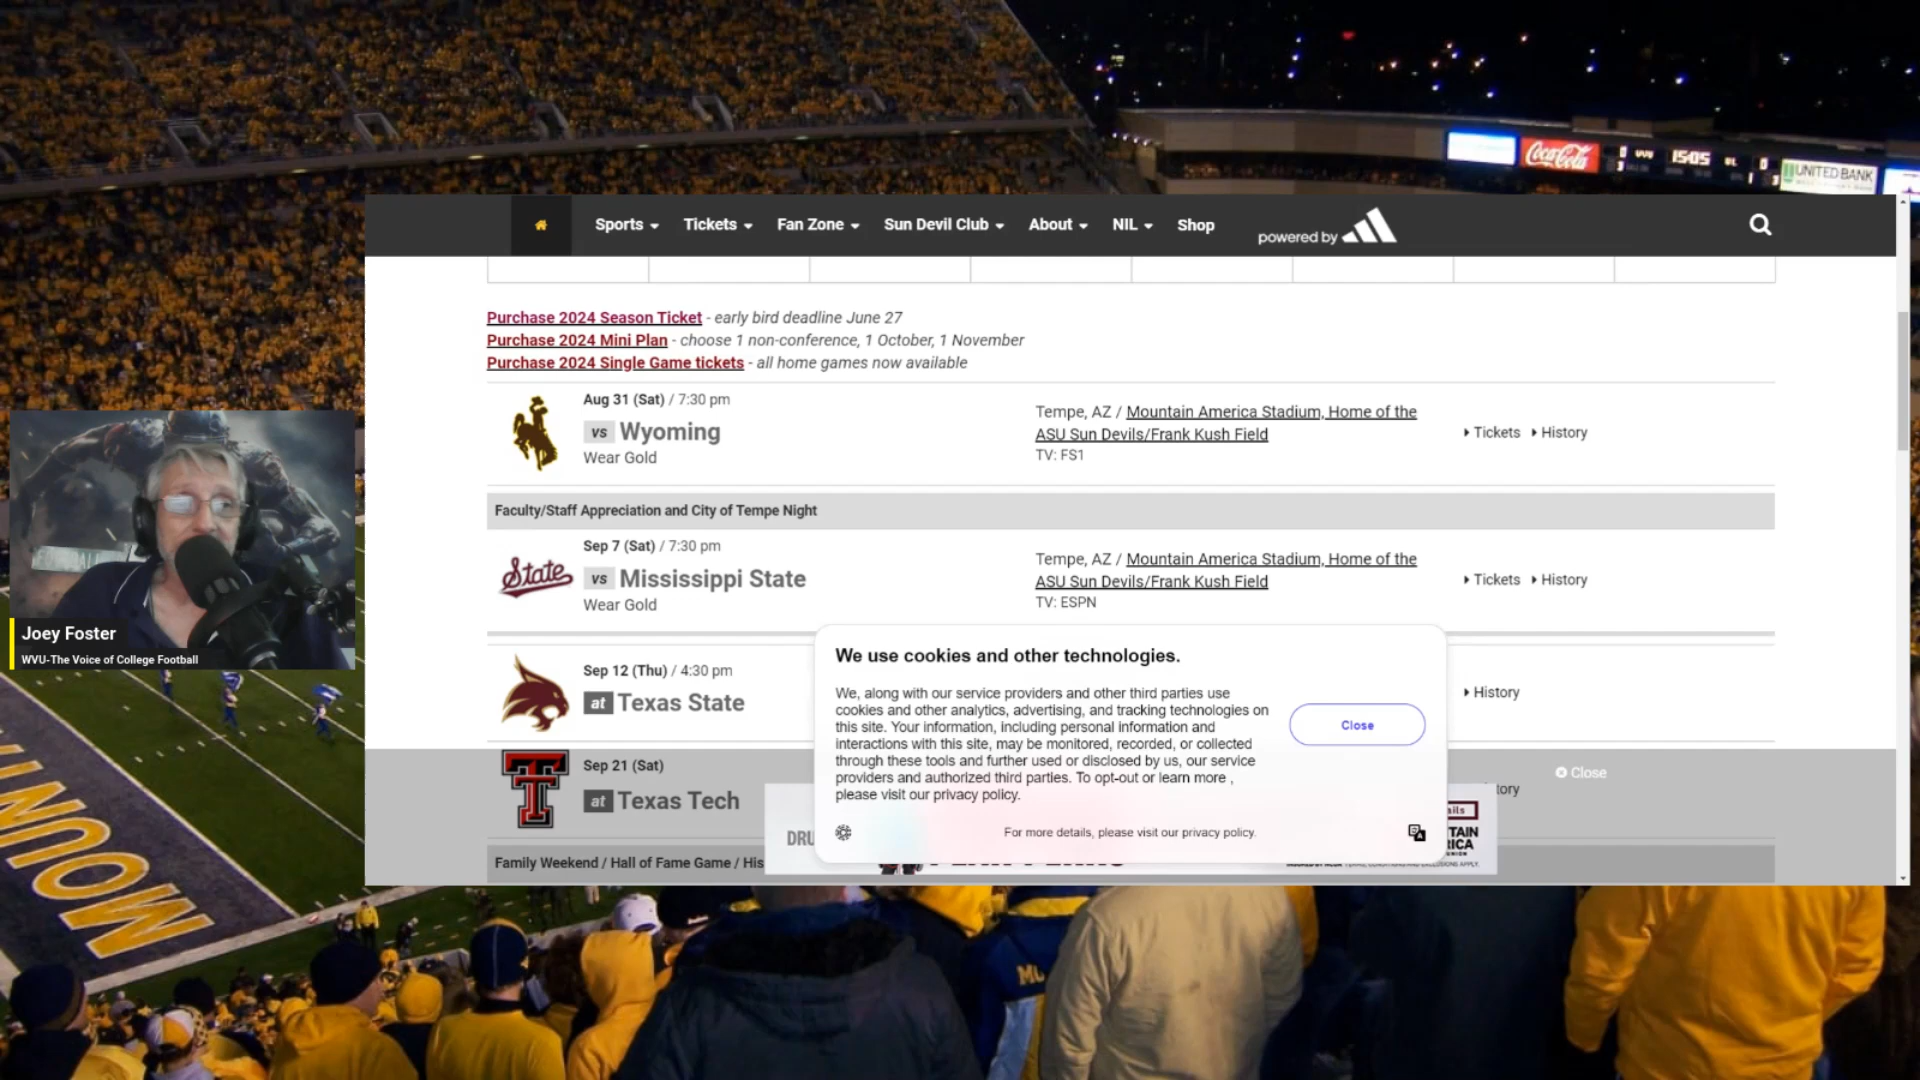 Coca-Cola
15:05
UNITED BANK
Sports
Tickets
Fan Zone
Sun Devil Club
About
NIL
Shop
powered by
Purchase 2024 Season Ticket - early bird deadline June 27
Purchase 2024 Mini Plan - choose 1 non-conference, 1 October, 1 November
Purchase 2024 Single Game tickets - all home games now available
Aug 31 (Sat) / 7:30 pm
vs Wyoming
Wear Gold
Tempe, AZ / Mountain America Stadium, Home of the
ASU Sun Devils/Frank Kush Field
TV: FS1
Tickets
History
Faculty/Staff Appreciation and City of Tempe Night
State
Sep 7 (Sat) / 7:30 pm
vs Mississippi State
Wear Gold
Tempe, AZ / Mountain America Stadium, Home of the
ASU Sun Devils/Frank Kush Field
TV: ESPN
Tickets
History
Sep 12 (Thu) / 4:30 pm
at Texas State
History
Sep 21 (Sat)
at Texas Tech
Close
Family Weekend / Hall of Fame Game / His
We use cookies and other technologies.
We, along with our service providers and other third parties use
cookies and other analytics, advertising, and tracking technologies on
this site. Your information, including personal information and
interactions with this site, may be monitored, recorded, or collected
through these tools and further used or disclosed by us, our service
providers and authorized third parties. To opt-out or learn more ,
please visit our privacy policy.
Close
For more details, please visit our privacy policy.
Joey Foster
WVU-The Voice of College Football
MOUNT